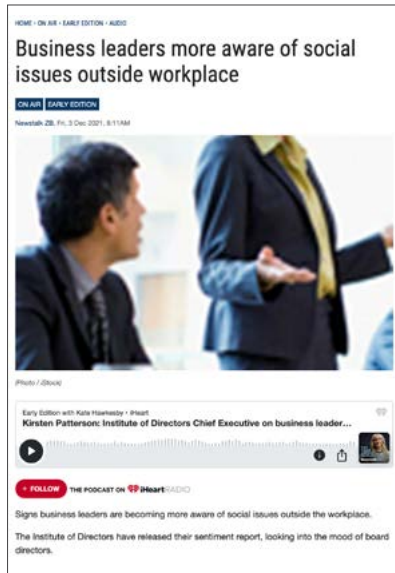 HOME • ON AIR • EARLY EDITION • AUDIO
Business leaders more aware of social
issues outside workplace
ON AIR EARLY EDITION
Newstalk ZB, Fri, 3 Dec 2021, 8:11AM
(Photo / iStock)
Early Edition with Kate Hawkesby • iHeart
Kirsten Patterson: Institute of Directors Chief Executive on business leader...
+ FOLLOW THE PODCAST ON iHeartRADIO
Signs business leaders are becoming more aware of social issues outside the workplace.
The Institute of Directors have released their sentiment report, looking into the mood of board
directors.